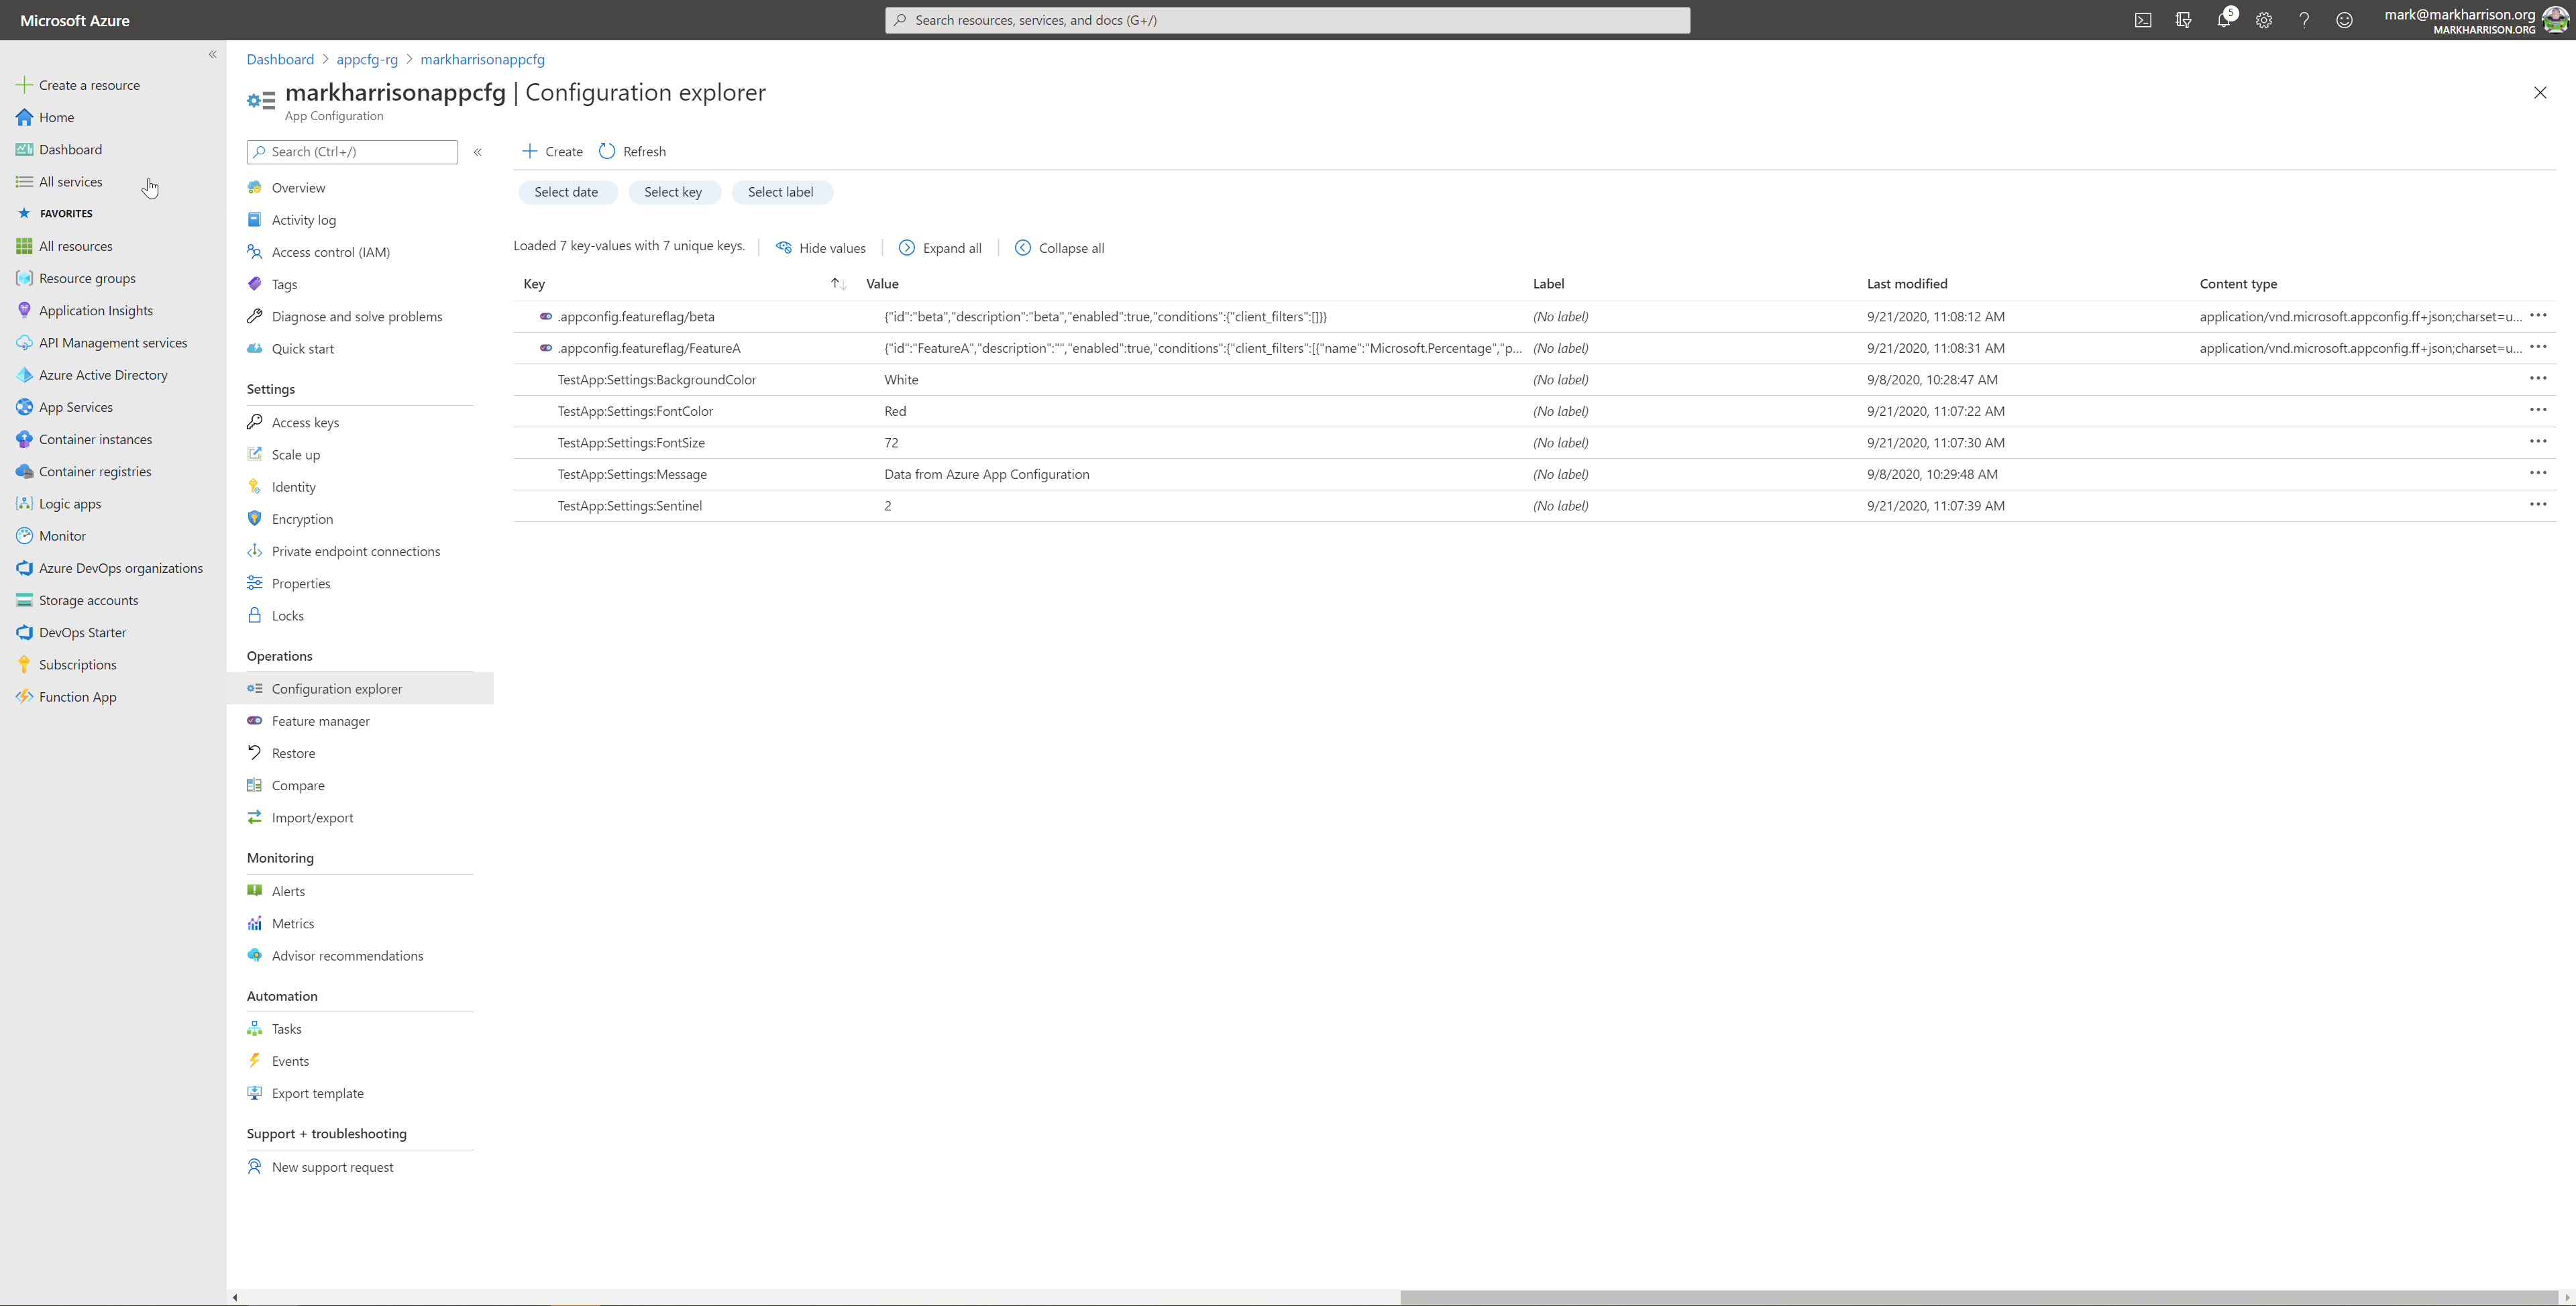 Microsoft Azure
Search resources, services, and docs (G+/)
5
mark@markharrison.org
MARKHARRISON.ORG
Create a resource
Home
Dashboard
All services
FAVORITES
All resources
Resource groups
Application Insights
API Management services
Azure Active Directory
App Services
Container instances
Container registries
Logic apps
Monitor
Azure DevOps organizations
Storage accounts
DevOps Starter
Subscriptions
Function App
Dashboard > appcfg-rg > markharrisonappcfg
markharrisonappcfg | Configuration explorer
App Configuration
Search (Ctrl+/)
Overview
Activity log
Access control (IAM)
Tags
Diagnose and solve problems
Quick start
Settings
Access keys
Scale up
Identity
Encryption
Private endpoint connections
Properties
Locks
Operations
Configuration explorer
Feature manager
Restore
Compare
Import/export
Monitoring
Alerts
Metrics
Advisor recommendations
Automation
Tasks
Events
Export template
Support + troubleshooting
New support request
Create Refresh
Select date Select key Select label
Loaded 7 key-values with 7 unique keys. Hide values Expand all Collapse all
Key Value Label Last modified Content type
.appconfig.featureflag/beta {"id":"beta","description":"beta","enabled":true,"conditions":{"client_filters":[]}} (No label) 9/21/2020, 11:08:12 AM application/vnd.microsoft.appconfig.ff+json;charset=u...
.appconfig.featureflag/FeatureA {"id":"FeatureA","description":"","enabled":true,"conditions":{"client_filters":[{"name":"Microsoft.Percentage","p... (No label) 9/21/2020, 11:08:31 AM application/vnd.microsoft.appconfig.ff+json;charset=u...
TestApp:Settings:BackgroundColor White (No label) 9/8/2020, 10:28:47 AM
TestApp:Settings:FontColor Red (No label) 9/21/2020, 11:07:22 AM
TestApp:Settings:FontSize 72 (No label) 9/21/2020, 11:07:30 AM
TestApp:Settings:Message Data from Azure App Configuration (No label) 9/8/2020, 10:29:48 AM
TestApp:Settings:Sentinel 2 (No label) 9/21/2020, 11:07:39 AM